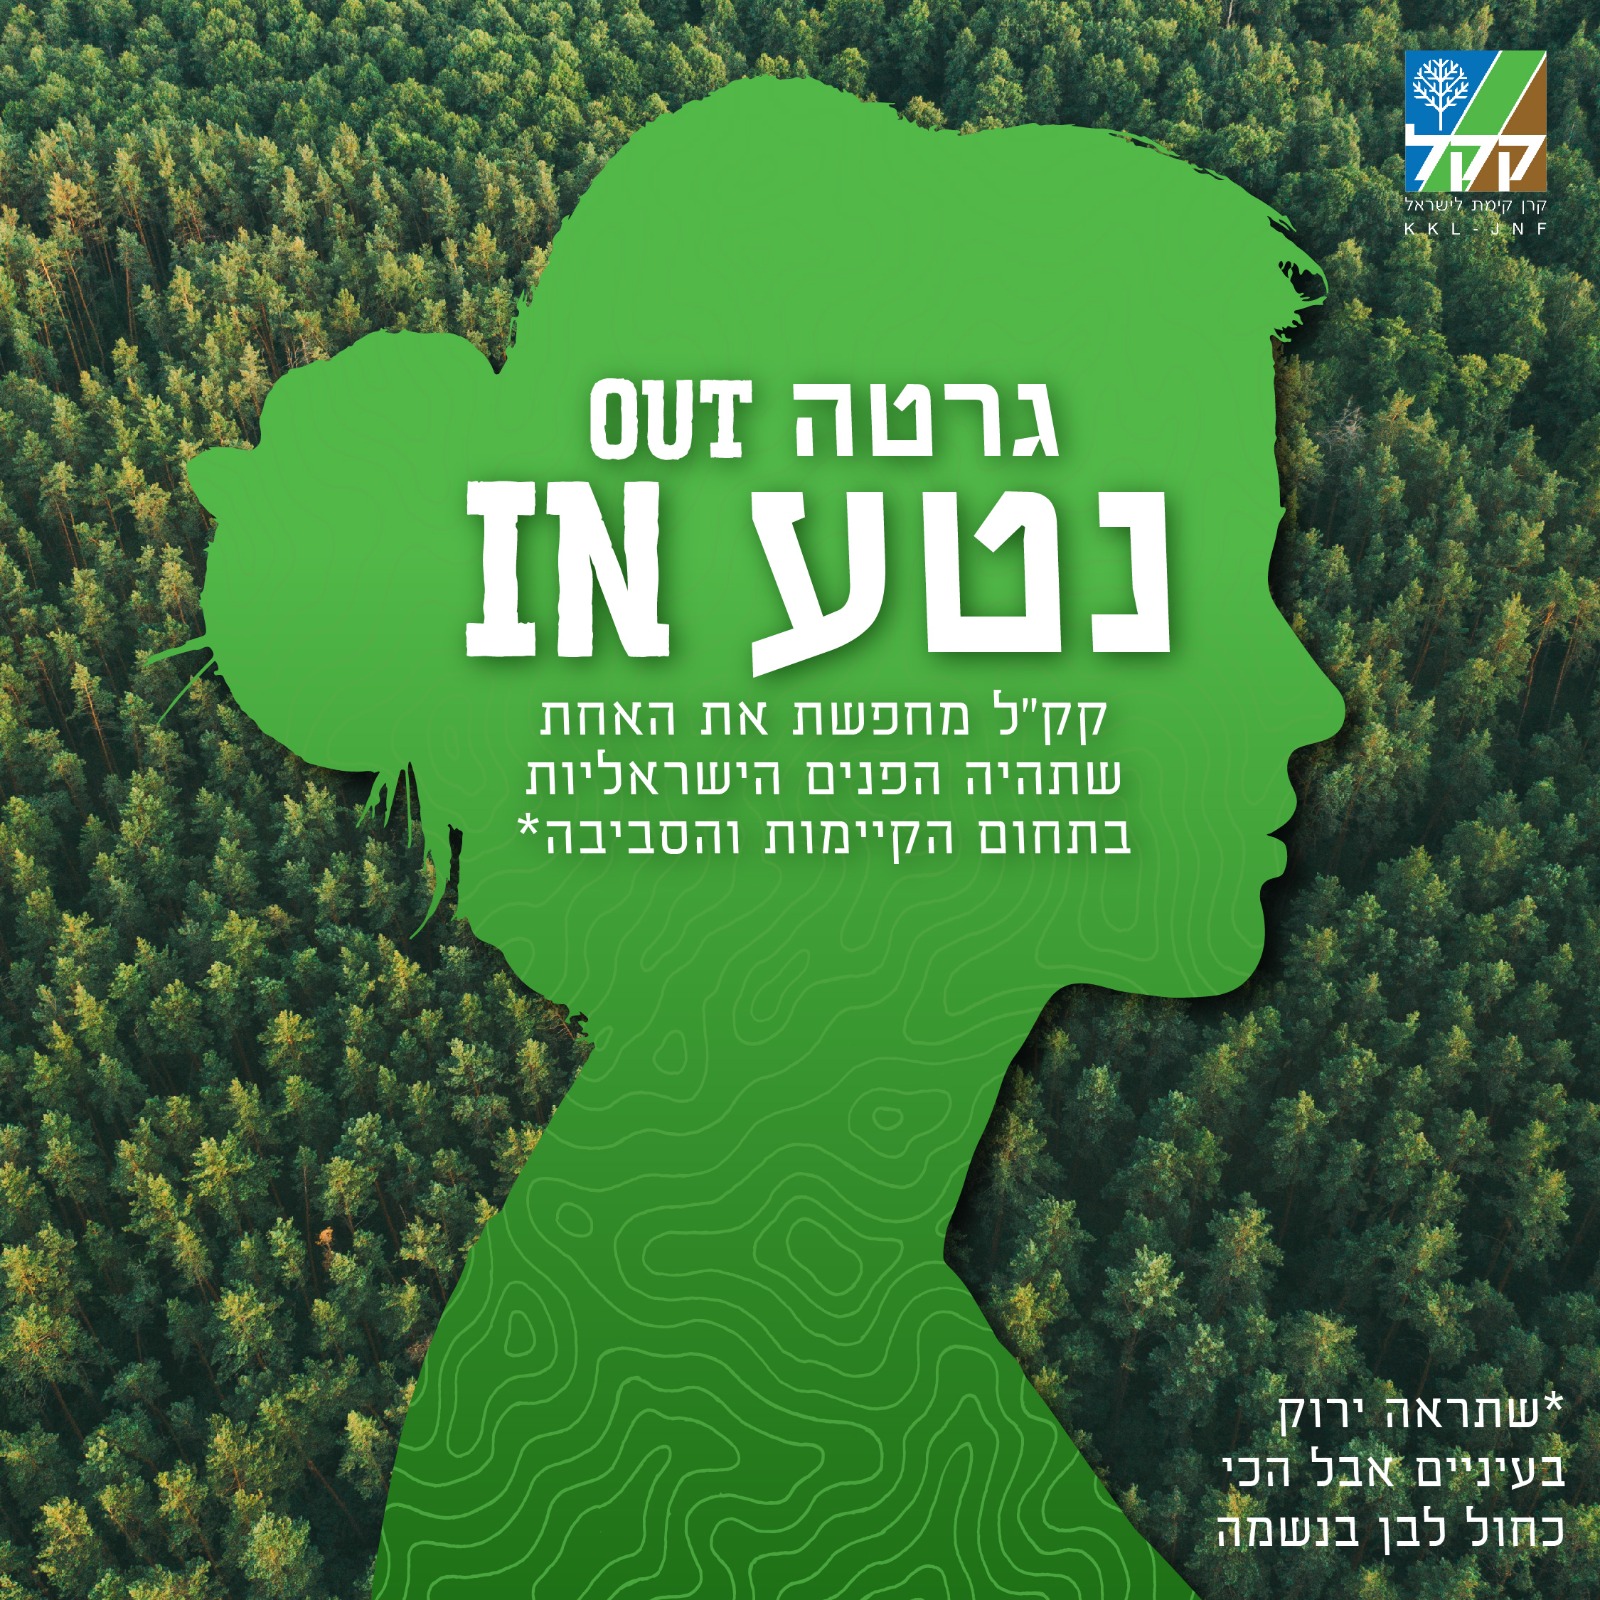 קקל
קרן קימת לישראל
KKL-JNF
גרטה OUT
נטע IN
קק"ל מחפשת את האחת
שתהיה הפנים הישראליות
בתחום הקיימות והסביבה*
*שתראה ירוק
בעיניים אבל הכי
כחול לבן בנשמה